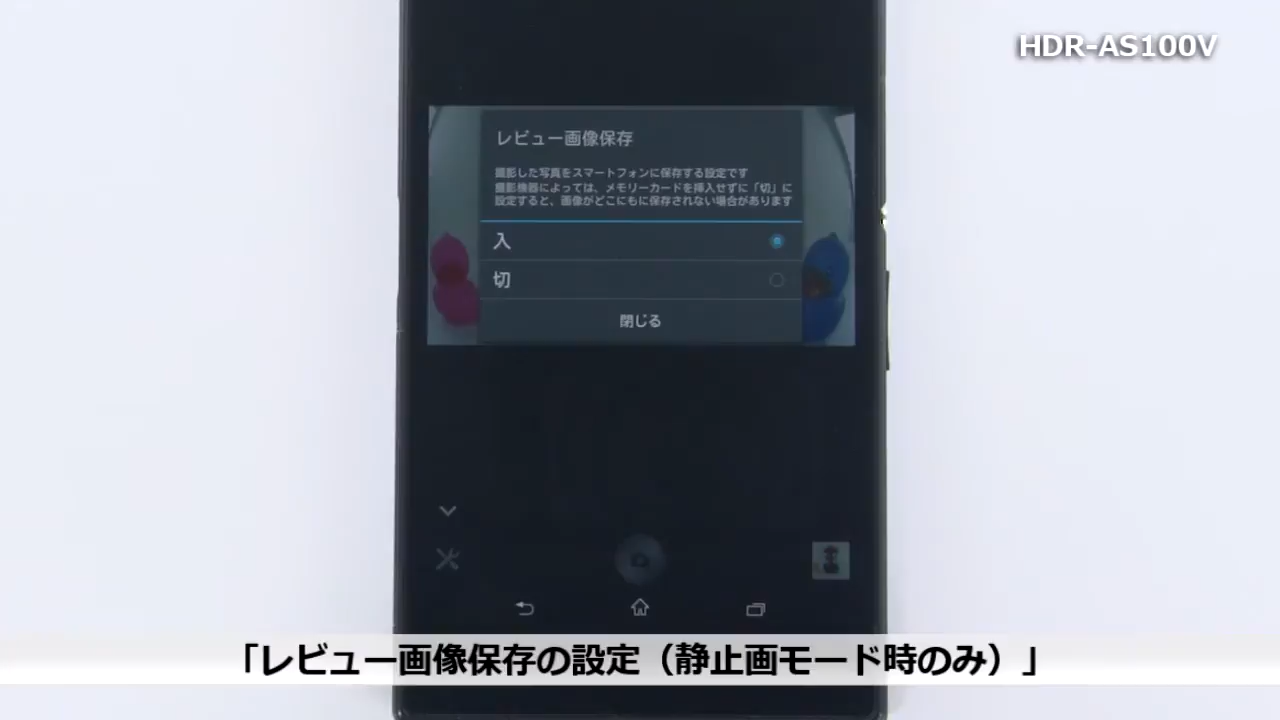 HDR-AS100V
レビュー画像保存
撮影した写真をスマートフォンに保存する設定です
撮影機器によっては、メモリーカードを挿入せずに「切」に
設定すると、画像がどこにもに保存されない場合があります
入
切
閉じる
「レビュー画像保存の設定（静止画モード時のみ）」